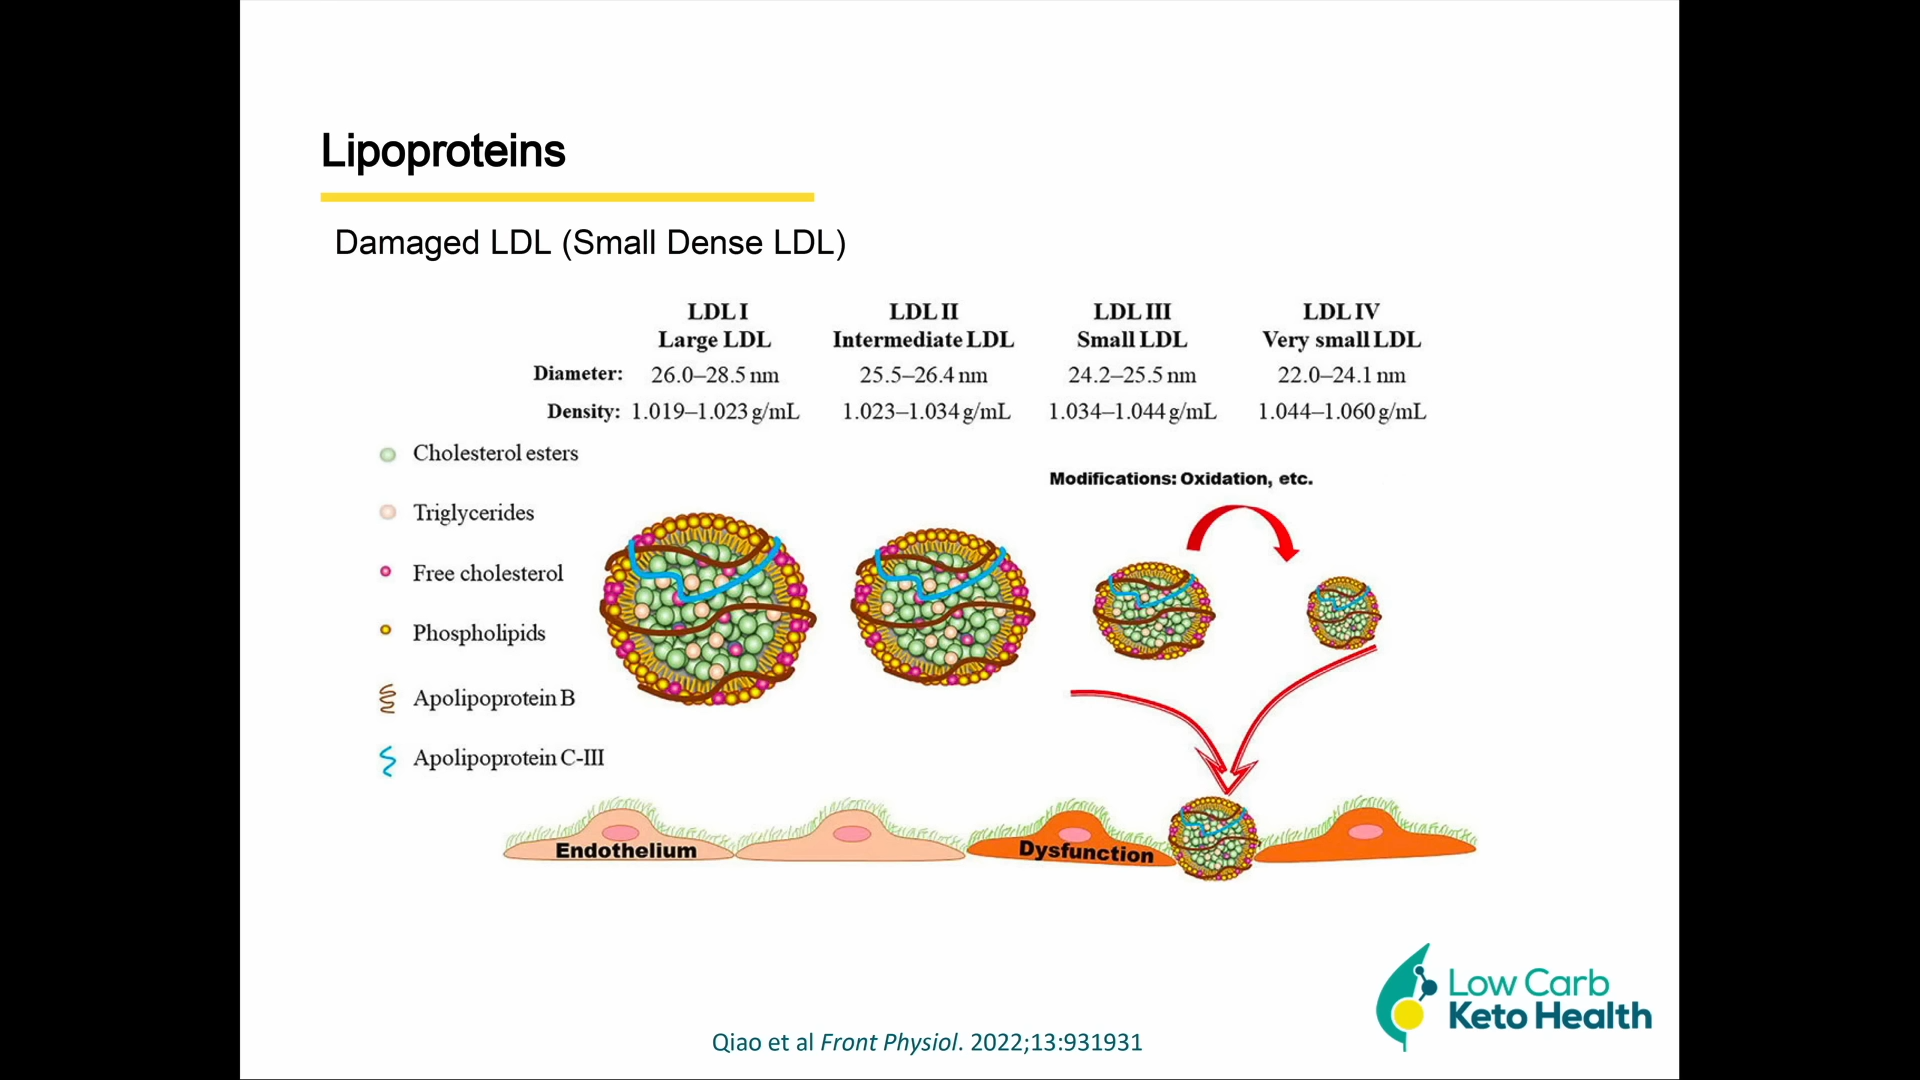 Lipoproteins
Damaged LDL (Small Dense LDL)
LDL I LDL II LDL III LDL IV
Large LDL Intermediate LDL Small LDL Very small LDL
Diameter: 26.0–28.5 nm 25.5–26.4 nm 24.2–25.5 nm 22.0–24.1 nm
Density: 1.019–1.023 g/mL 1.023–1.034 g/mL 1.034–1.044 g/mL 1.044–1.060 g/mL
Cholesterol esters
Modifications: Oxidation, etc.
Triglycerides
Free cholesterol
Phospholipids
Apolipoprotein B
Apolipoprotein C-III
Endothelium
Dysfunction
Low Carb
Keto Health
Qiao et al Front Physiol. 2022;13:931931